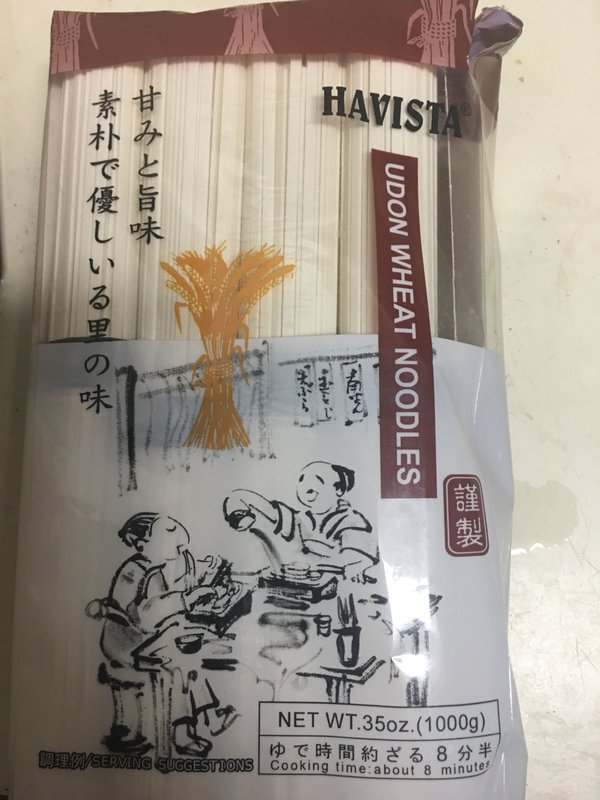 HAVISTA®
甘みと旨味
素朴で優しいる里の味
UDON WHEAT NOODLES
謹製
NET WT.35oz.(1000g)
ゆで時間約ざる8分半
Cooking time:about 8 minutes
調理例/SERVING SUGGESTIONS